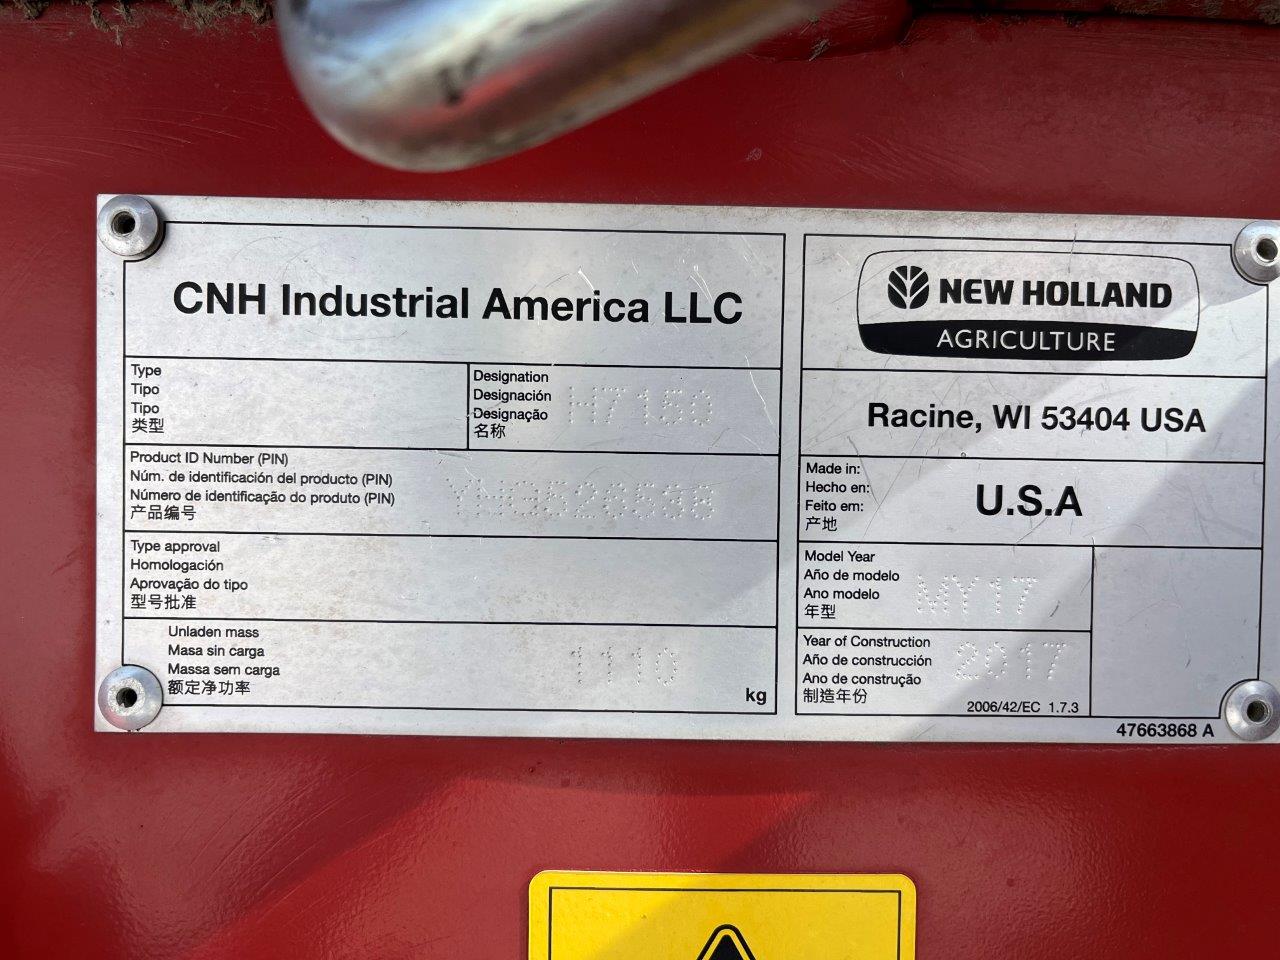 CNH Industrial America LLC
Type
Tipo
Tipo
类型
Designation
Designación
Designação
名称
H7150
Product ID Number (PIN)
Núm. de identificación del producto (PIN)
Número de identificação do produto (PIN)
产品编号
YHG526598
Type approval
Homologación
Aprovação do tipo
型号批准
Unladen mass
Masa sin carga
Massa sem carga
额定净功率
1110
kg
NEW HOLLAND
AGRICULTURE
Racine, WI 53404 USA
Made in:
Hecho en:
Feito em:
产地
U.S.A
Model Year
Año de modelo
Ano modelo
年型
MY17
Year of Construction
Año de construcción
Ano de construção
制造年份
2017
2006/42/EC 1.7.3
47663868 A